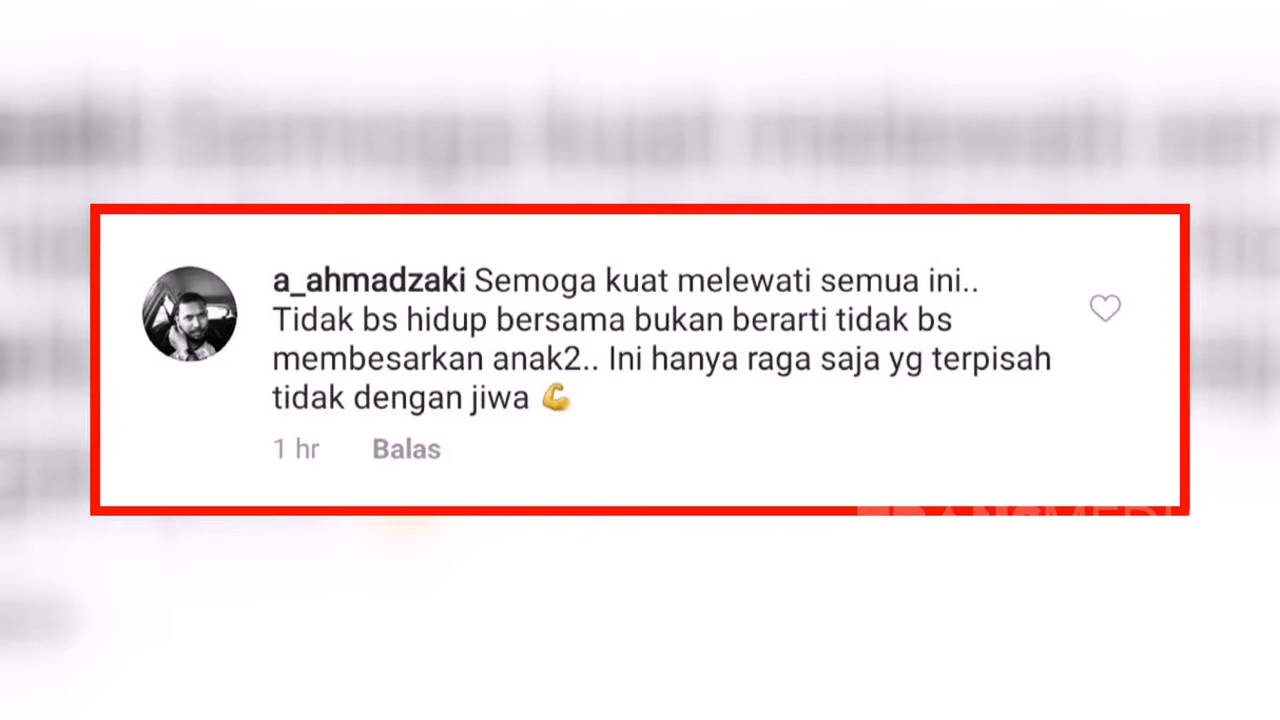 a_ahmadzaki Semoga kuat melewati semua ini..
Tidak bs hidup bersama bukan berarti tidak bs
membesarkan anak2.. Ini hanya raga saja yg terpisah
tidak dengan jiwa 💪
1 hr Balas